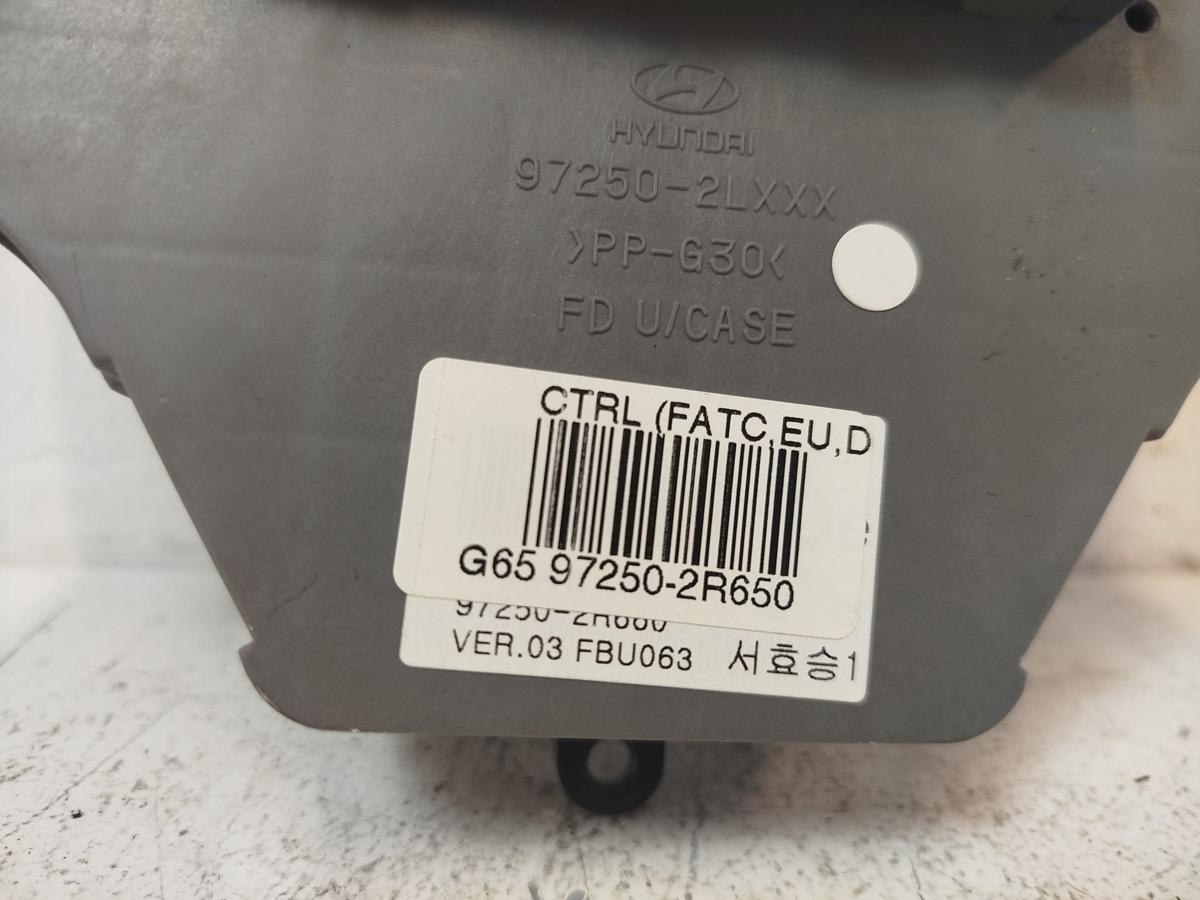 HYUNDAI
97250-2LXXX
>PP-G30<
FD U/CASE
CTRL (FATC,EU,D
G65 97250-2R650
VER.03 FBU063 서효승1